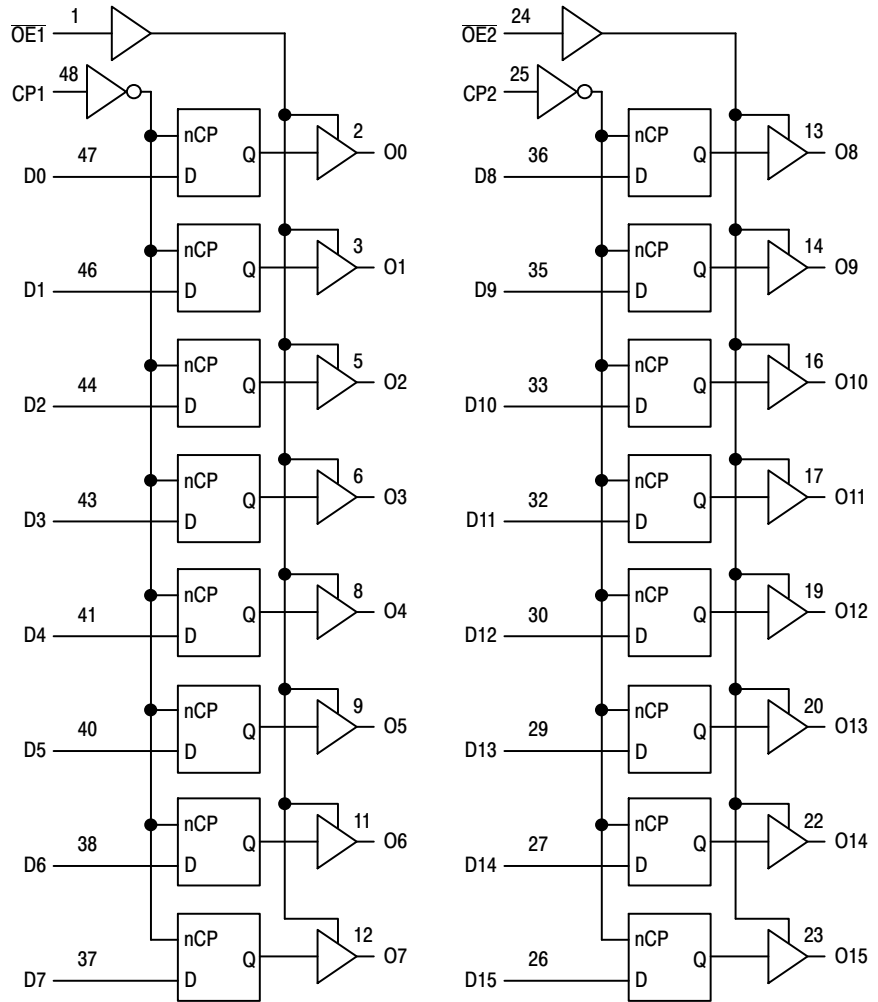 1
OE1
48
CP1
nCP
Q
D
2
O0
47
D0
nCP
Q
D
3
O1
46
D1
nCP
Q
D
5
O2
44
D2
nCP
Q
D
6
O3
43
D3
nCP
Q
D
8
O4
41
D4
nCP
Q
D
9
O5
40
D5
nCP
Q
D
11
O6
38
D6
nCP
Q
D
12
O7
37
D7
24
OE2
25
CP2
nCP
Q
D
13
O8
36
D8
nCP
Q
D
14
O9
35
D9
nCP
Q
D
16
O10
33
D10
nCP
Q
D
17
O11
32
D11
nCP
Q
D
19
O12
30
D12
nCP
Q
D
20
O13
29
D13
nCP
Q
D
22
O14
27
D14
nCP
Q
D
23
O15
26
D15